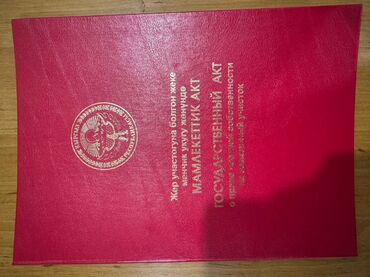 Жер участогуна болгон жеке
менчик укугу жөнүндө
МАМЛЕКЕТТИК АКТ
ГОСУДАРСТВЕННЫЙ АКТ
о праве частной собственности
на земельный участок